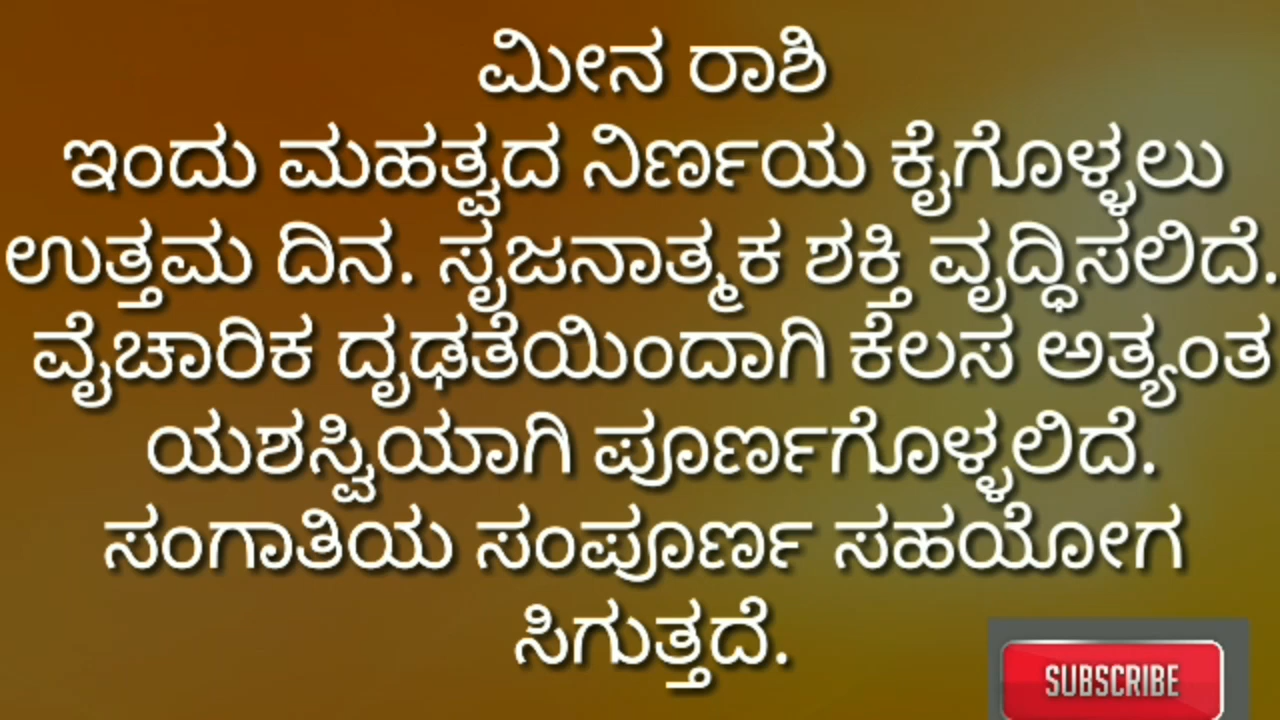 ಮೀನ ರಾಶಿ
ಇಂದು ಮಹತ್ವದ ನಿರ್ಣಯ ಕೈಗೊಳ್ಳಲು
ಉತ್ತಮ ದಿನ. ಸೃಜನಾತ್ಮಕ ಶಕ್ತಿ ವೃದ್ಧಿಸಲಿದೆ.
ವೈಚಾರಿಕ ದೃಢತೆಯಿಂದಾಗಿ ಕೆಲಸ ಅತ್ಯಂತ
ಯಶಸ್ವಿಯಾಗಿ ಪೂರ್ಣಗೊಳ್ಳಲಿದೆ.
ಸಂಗಾತಿಯ ಸಂಪೂರ್ಣ ಸಹಯೋಗ
ಸಿಗುತ್ತದೆ.
SUBSCRIBE